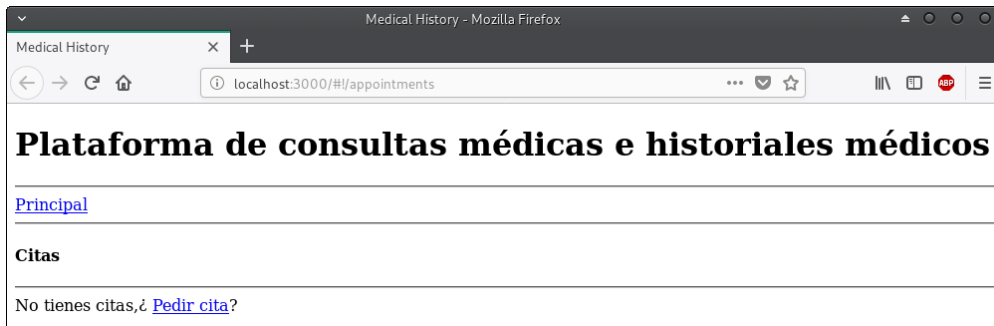 Medical History - Mozilla Firefox
Medical History
localhost:3000/#!/appointments
ABP
Plataforma de consultas médicas e historiales médicos
Principal
Citas
No tienes citas,¿ Pedir cita?